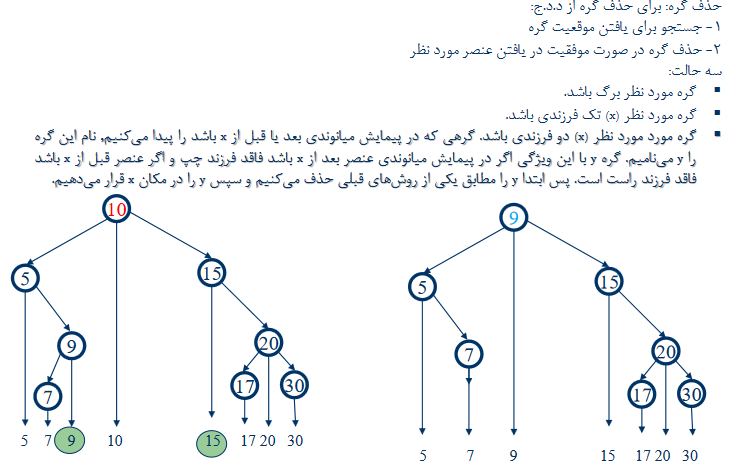 حذف گره: برای حذف گره از د.د.ج:
۱- جستجو برای یافتن موقعیت گره
۲- حذف گره در صورت موفقیت در یافتن عنصر مورد نظر
سه حالت:
▪ گره مورد نظر برگ باشد.
▪ گره مورد نظر (x) تک فرزندی باشد.
▪ گره مورد مورد نظر (x) دو فرزندی باشد. گرهی که در پیمایش میانوندی بعد یا قبل از x باشد را پیدا می‌کنیم, نام این گره
را y می‌نامیم. گره y با این ویژگی اگر در پیمایش میانوندی عنصر بعد از x باشد فاقد فرزند چپ و اگر عنصر قبل از x باشد
فاقد فرزند راست است. پس ابتدا y را مطابق یکی از روش‌های قبلی حذف می‌کنیم و سپس y را در مکان x قرار می‌دهیم.
10
5
15
9
20
7
17
30
5 7 9 10 15 17 20 30
9
5
15
7
20
17
30
5 7 9 15 17 20 30